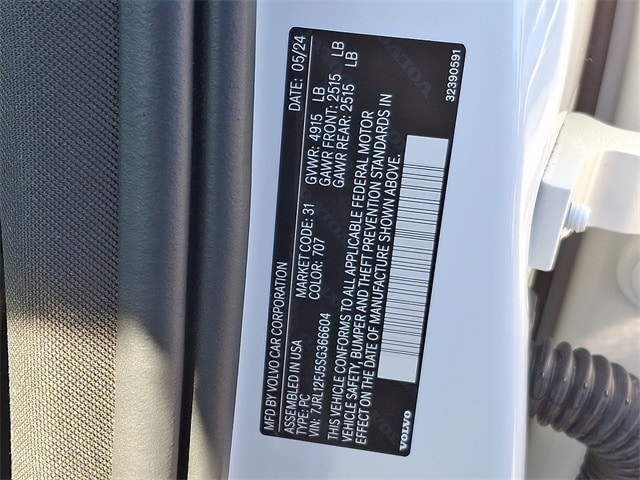 MFD BY VOLVO CAR CORPORATION DATE: 05/24
ASSEMBLED IN USA MARKET CODE: 31 GVWR: 4915 LB
TYPE: PC COLOR: 707 GAWR FRONT: 2515 LB
VIN: 7JRL12FJ5SG366604 GAWR REAR: 2515 LB
THIS VEHICLE CONFORMS TO ALL APPLICABLE FEDERAL MOTOR
VEHICLE SAFETY, BUMPER AND THEFT PREVENTION STANDARDS IN
EFFECT ON THE DATE OF MANUFACTURE SHOWN ABOVE.
VOLVO 32390591